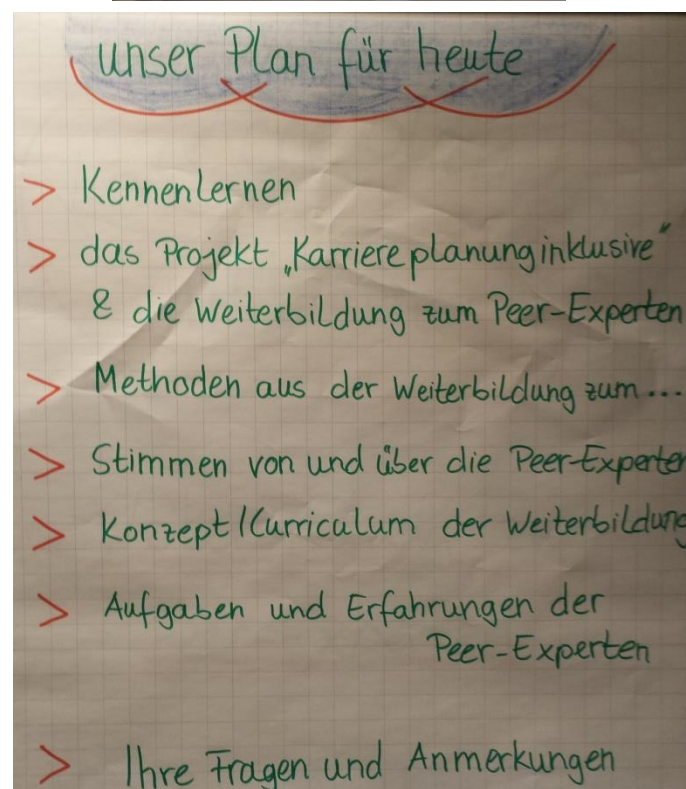 unser Plan für heute
> Kennenlernen
> das Projekt „Karriereplanung inklusive"
& die Weiterbildung zum Peer-Experten
> Methoden aus der Weiterbildung zum...
> Stimmen von und über die Peer-Experten
> Konzept/Curriculum der Weiterbildung
> Aufgaben und Erfahrungen der
Peer-Experten
> Ihre Fragen und Anmerkungen